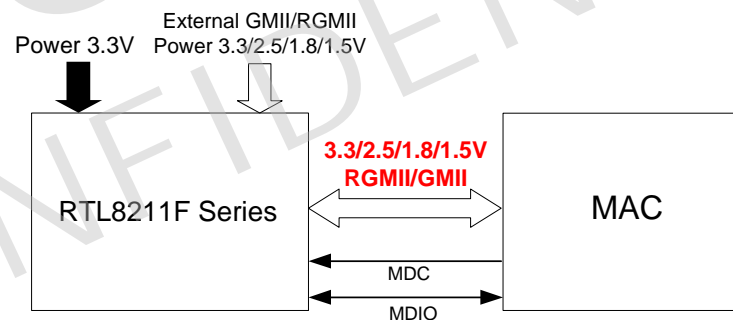 External GMII/RGMII
Power 3.3V
Power 3.3/2.5/1.8/1.5V
3.3/2.5/1.8/1.5V
RGMII/GMII
RTL8211F Series
MAC
MDC
MDIO
NFIDEN